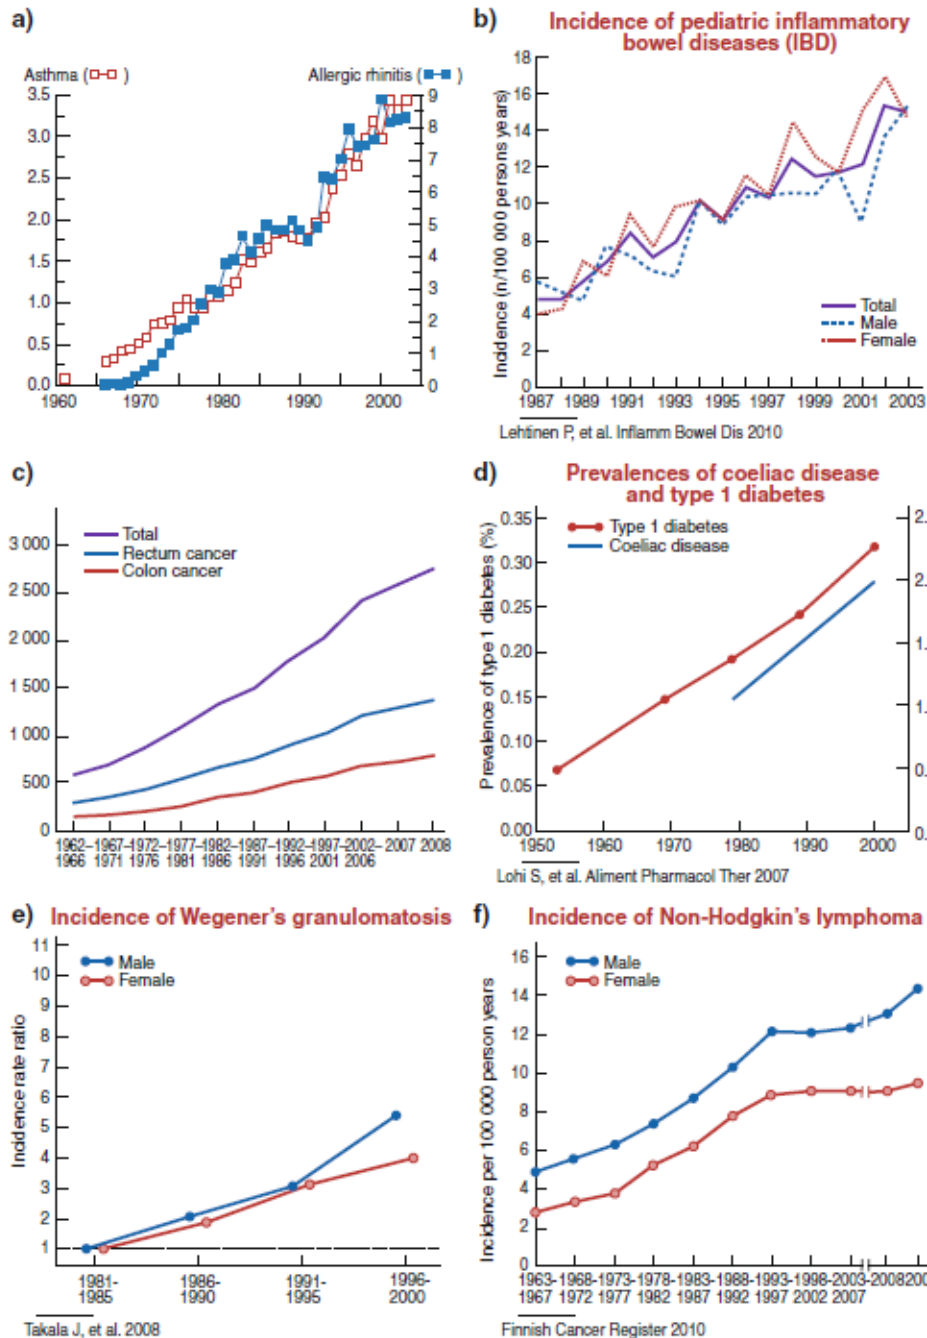 a)
Asthma ( )
Allergic rhinitis ( )
3.5
3.0
2.5
2.0
1.5
1.0
0.5
0.0
9
8
7
6
5
4
3
2
1
0
1960 1970 1980 1990 2000
b)
Incidence of pediatric inflammatory
bowel diseases (IBD)
Incidence (n/100 000 persons years)
18
16
14
12
10
8
6
4
2
0
Total
Male
Female
1987 1989 1991 1993 1995 1997 1999 2001 2003
Lehtinen P, et al. Inflamm Bowel Dis 2010
c)
Total
Rectum cancer
Colon cancer
3 000
2 500
2 000
1 500
1 000
500
0
1962– 1967– 1972– 1977– 1982– 1987– 1992– 1997– 2002– 2007 2008
1966 1971 1976 1981 1986 1991 1996 2001 2006
d)
Prevalences of coeliac disease
and type 1 diabetes
Prevalence of type 1 diabetes (%)
Type 1 diabetes
Coeliac disease
0.35
0.30
0.25
0.20
0.15
0.10
0.05
0.00
2.
2.
1.
1.
0.
0.
1950 1960 1970 1980 1990 2000
Lohi S, et al. Aliment Pharmacol Ther 2007
e)
Incidence of Wegener's granulomatosis
Incidence rate ratio
Male
Female
11
10
9
8
7
6
5
4
3
2
1
1981- 1986- 1991- 1996-
1985 1990 1995 2000
Takala J, et al. 2008
f)
Incidence of Non-Hodgkin's lymphoma
Incidence per 100 000 person years
Male
Female
16
14
12
10
8
6
4
2
0
1963- 1968- 1973- 1978- 1983- 1988- 1993- 1998- 2003- 2008 200
1967 1972 1977 1982 1987 1992 1997 2002 2007
Finnish Cancer Register 2010